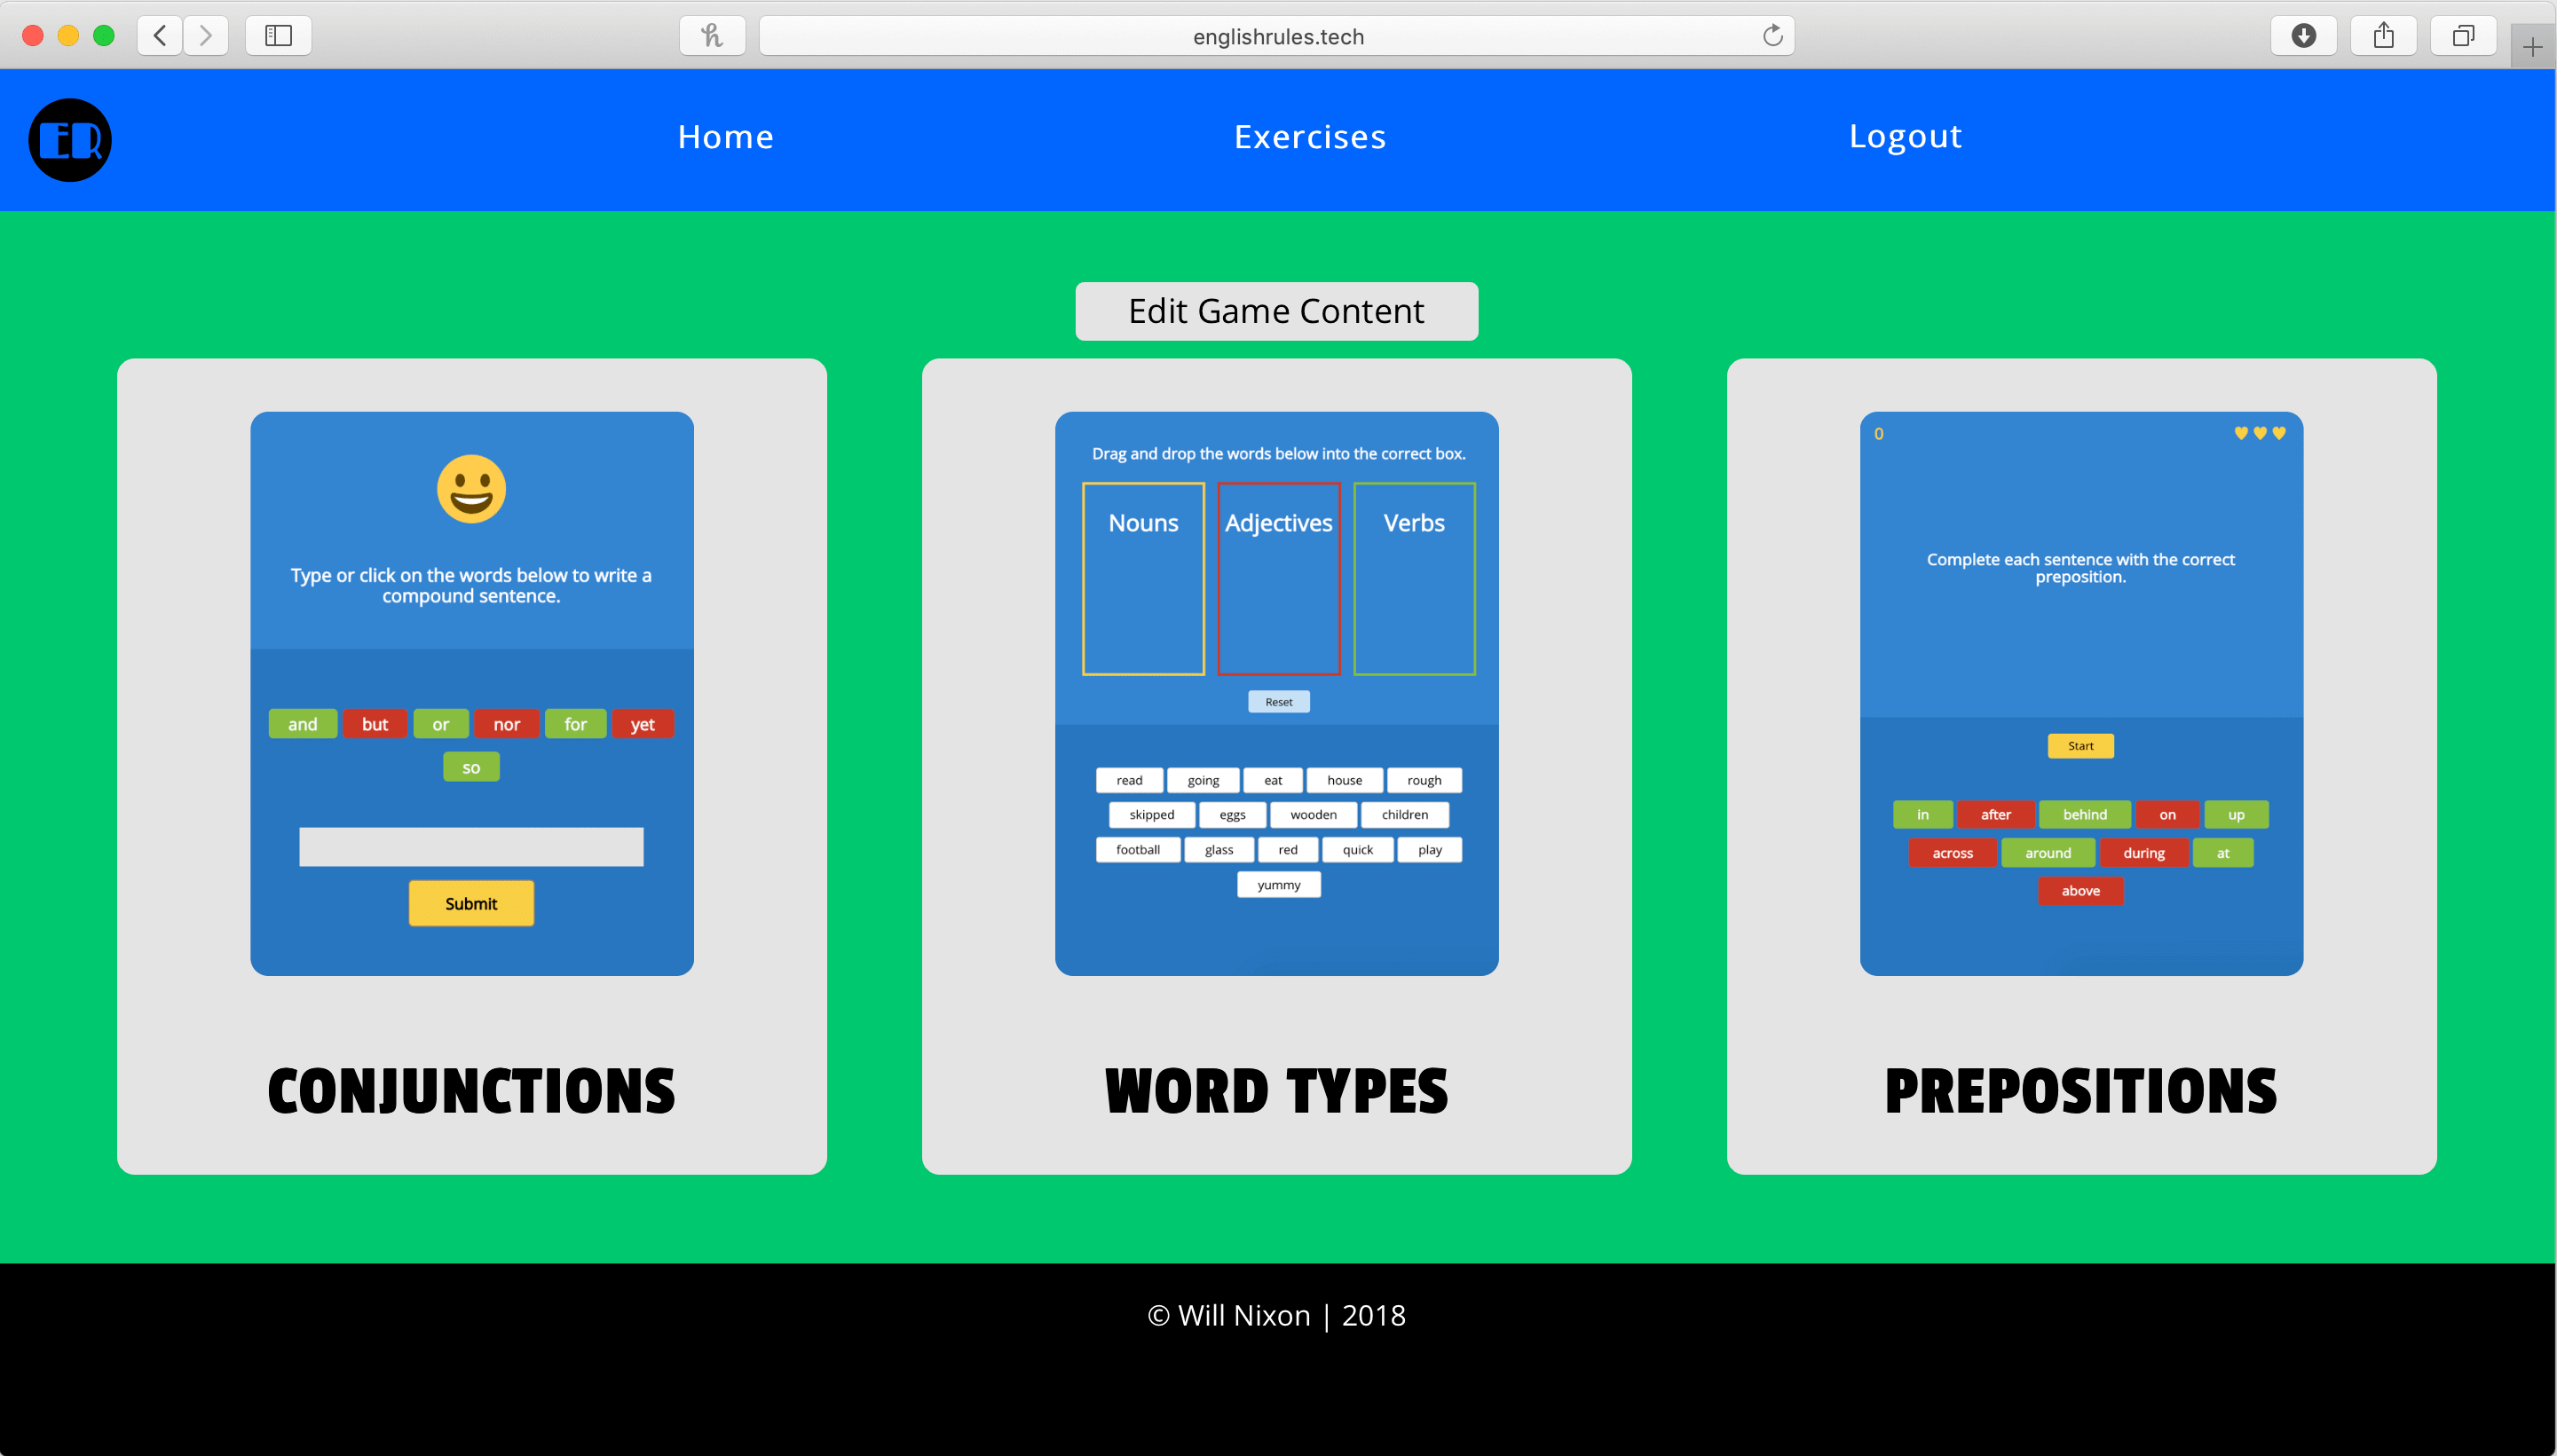 englishrules.tech
ER
Home Exercises Logout
Edit Game Content
Type or click on the words below to write a
compound sentence.
and but or nor for yet
so
Submit
CONJUNCTIONS
Drag and drop the words below into the correct box.
Nouns Adjectives Verbs
Reset
read going eat house rough
skipped eggs wooden children
football glass red quick play
yummy
WORD TYPES
0
Complete each sentence with the correct
preposition.
Start
in after behind on up
across around during at
above
PREPOSITIONS
© Will Nixon | 2018